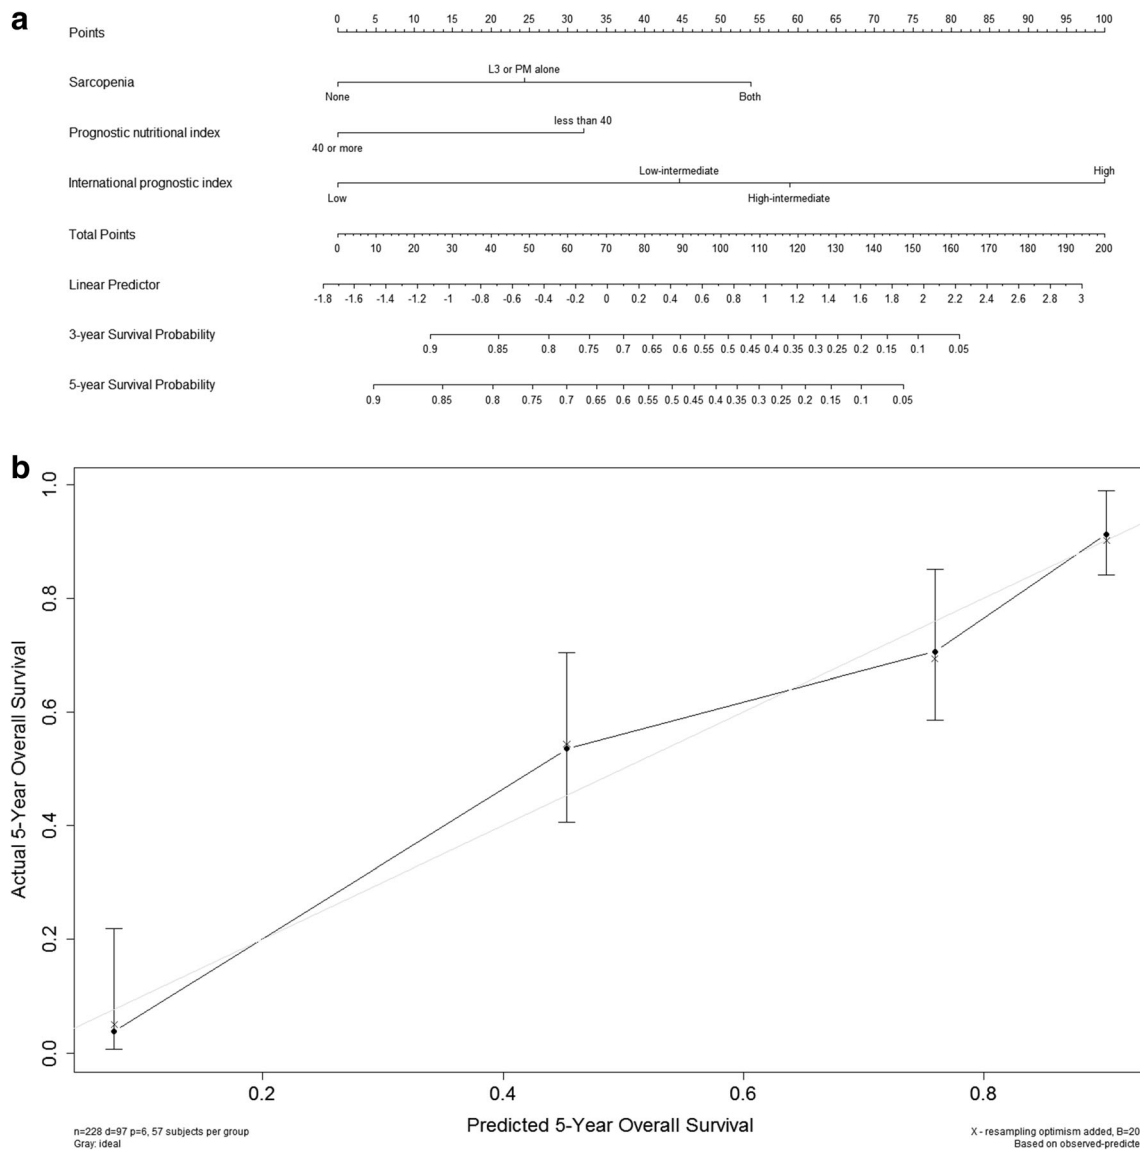 a
Points
0 5 10 15 20 25 30 35 40 45 50 55 60 65 70 75 80 85 90 95 100
L3 or PM alone
Sarcopenia
None Both
less than 40
Prognostic nutritional index
40 or more
Low-intermediate High
International prognostic index
Low High-intermediate
Total Points
0 10 20 30 40 50 60 70 80 90 100 110 120 130 140 150 160 170 180 190 200
Linear Predictor
-1.8 -1.6 -1.4 -1.2 -1 -0.8 -0.6 -0.4 -0.2 0 0.2 0.4 0.6 0.8 1 1.2 1.4 1.6 1.8 2 2.2 2.4 2.6 2.8 3
3-year Survival Probability
0.9 0.85 0.8 0.75 0.7 0.65 0.6 0.55 0.5 0.45 0.4 0.35 0.3 0.25 0.2 0.15 0.1 0.05
5-year Survival Probability
0.9 0.85 0.8 0.75 0.7 0.65 0.6 0.55 0.5 0.45 0.4 0.35 0.3 0.25 0.2 0.15 0.1 0.05
b
Actual 5-Year Overall Survival
1.0
0.8
0.6
0.4
0.2
0.0
0.2 0.4 0.6 0.8
Predicted 5-Year Overall Survival
n=228 d=97 p=6, 57 subjects per group
Gray: ideal
X - resampling optimism added, B=20
Based on observed-predicte